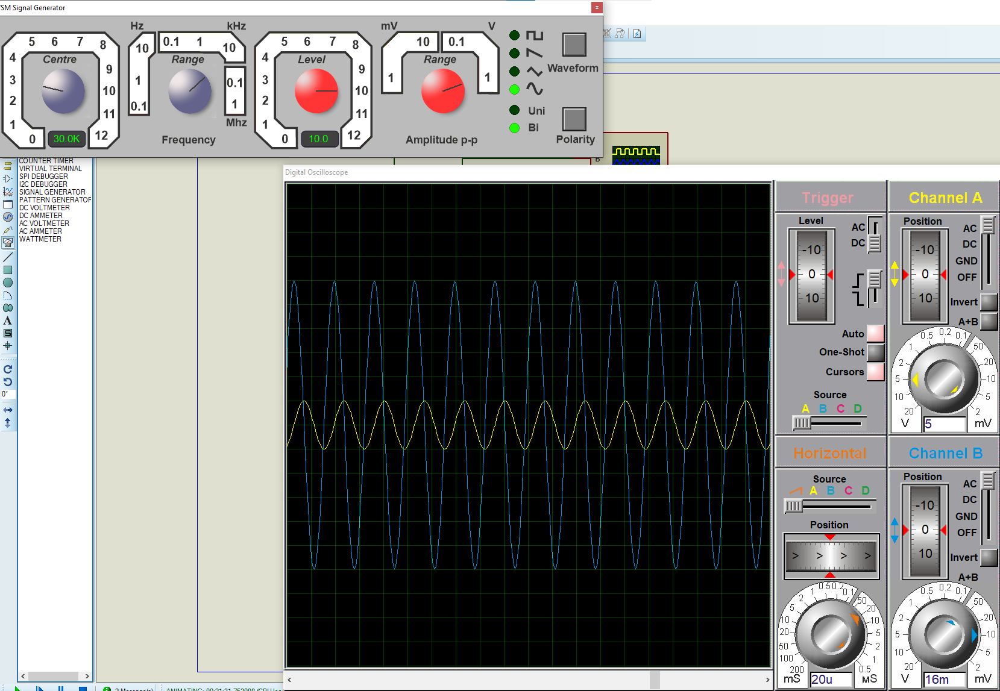 VSM Signal Generator
Hz
kHz
mV
V
0 1 2 3 4 5 6 7 8 9 10 11 12
Centre
30.0K
0.1 1 10
0.1 1 10
0.1
1
Mhz
Range
Frequency
0 1 2 3 4 5 6 7 8 9 10 11 12
Level
10.0
1 10
0.1 1
Range
Amplitude p-p
Uni
Bi
Waveform
Polarity
COUNTER TIMER
VIRTUAL TERMINAL
SPI DEBUGGER
I2C DEBUGGER
SIGNAL GENERATOR
PATTERN GENERATOR
DC VOLTMETER
DC AMMETER
AC VOLTMETER
AC AMMETER
WATTMETER
A
S
0°
B
Digital Oscilloscope
Trigger
Level
-10
0
10
AC
DC
Auto
One-Shot
Cursors
Source
A B C D
Channel A
Position
-10
0
10
AC
DC
GND
OFF
Invert
A+B
20 10 5 2 1 0.5 0.2 0.1
50 20 10 5 2
V
5
mV
Horizontal
Source
A B C D
Position
> > > >
200 100 50 20 10 5 2 1 0.5 0.2 0.1
50 20 10 5 2 1 0.5
mS
20u
мS
Channel B
Position
-10
0
10
AC
DC
GND
OFF
Invert
A+B
20 10 5 2 1 0.5 0.2 0.1
50 20 10 5 2
V
16m
mV